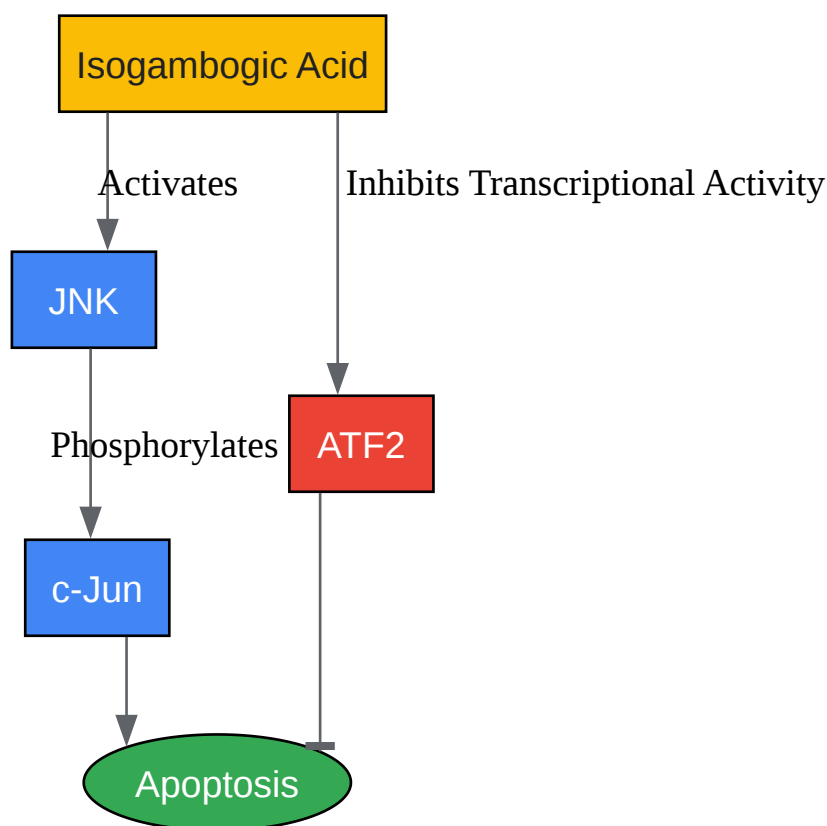 Isogambogic Acid
Activates
Inhibits Transcriptional Activity
JNK
Phosphorylates
ATF2
c-Jun
Apoptosis